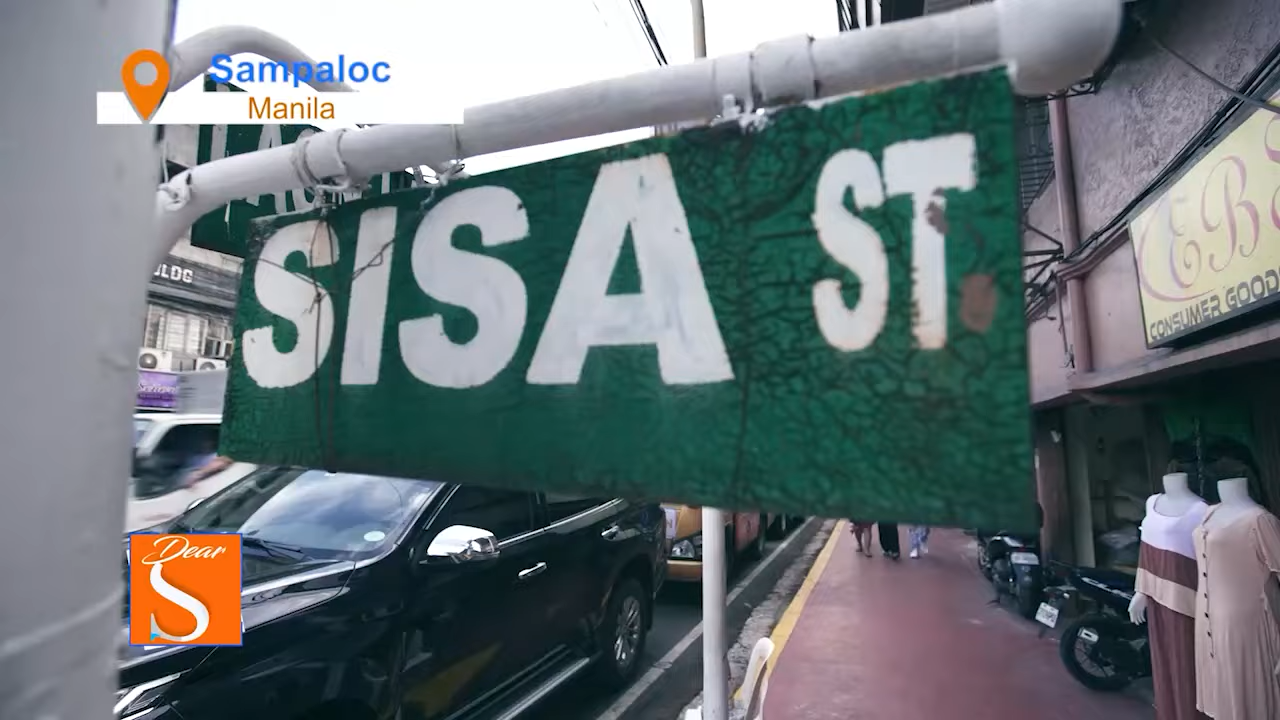 Sampaloc
Manila
SISA ST.
BLDG
CONSUMER GOODS
Dear
S